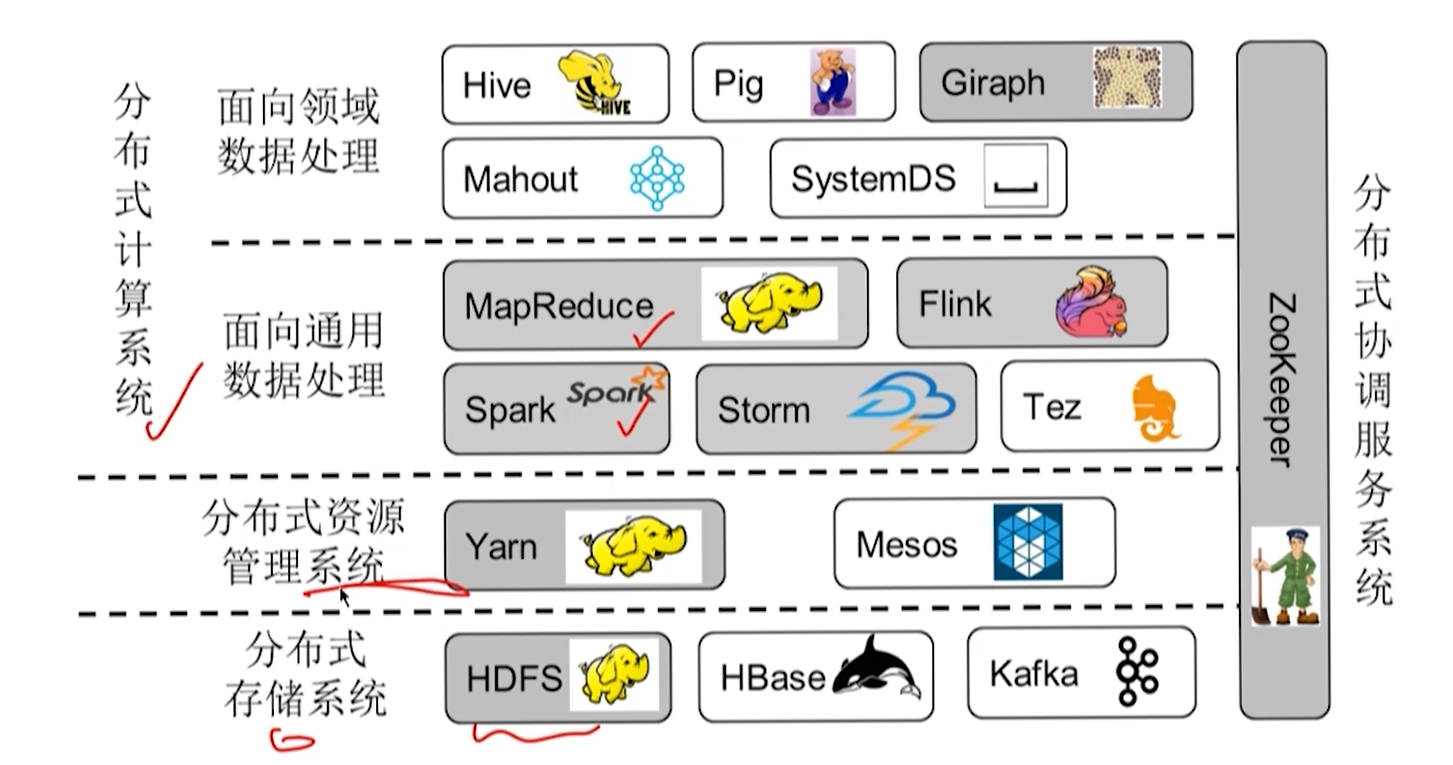 分布式计算系统
面向领域
数据处理
Hive
HIVE
Pig
Giraph
Mahout
SystemDS
面向通用
数据处理
MapReduce
Flink
Spark
Spark
Storm
Tez
分布式资源
管理系统
Yarn
Mesos
分布式
存储系统
HDFS
HBase
Kafka
ZooKeeper
分布式协调服务系统